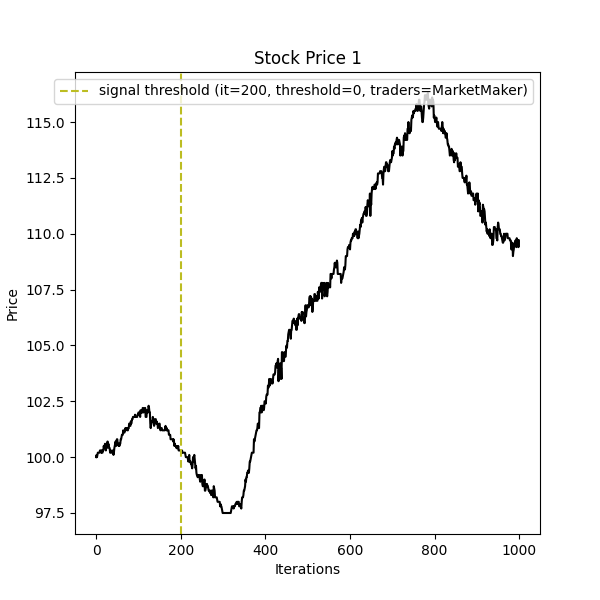 Stock Price 1
signal threshold (it=200, threshold=0, traders=MarketMaker)
115.0
112.5
110.0
107.5
105.0
102.5
100.0
97.5
Price
0 200 400 600 800 1000
Iterations